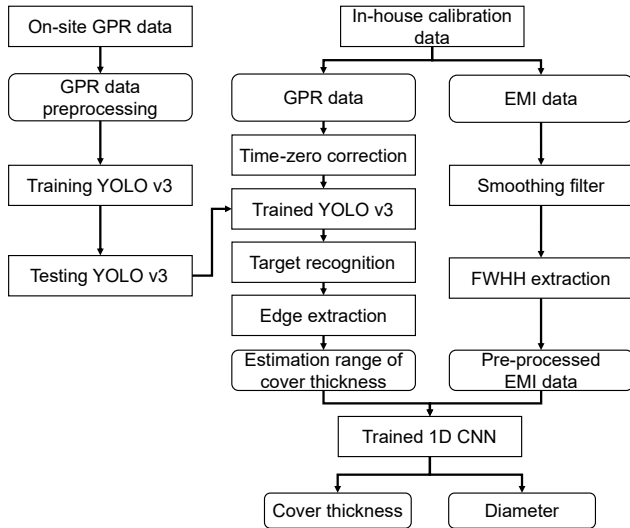 On-site GPR data
GPR data
preprocessing
Training YOLO v3
Testing YOLO v3
In-house calibration
data
GPR data
Time-zero correction
Trained YOLO v3
Target recognition
Edge extraction
Estimation range of
cover thickness
EMI data
Smoothing filter
FWHH extraction
Pre-processed
EMI data
Trained 1D CNN
Cover thickness
Diameter